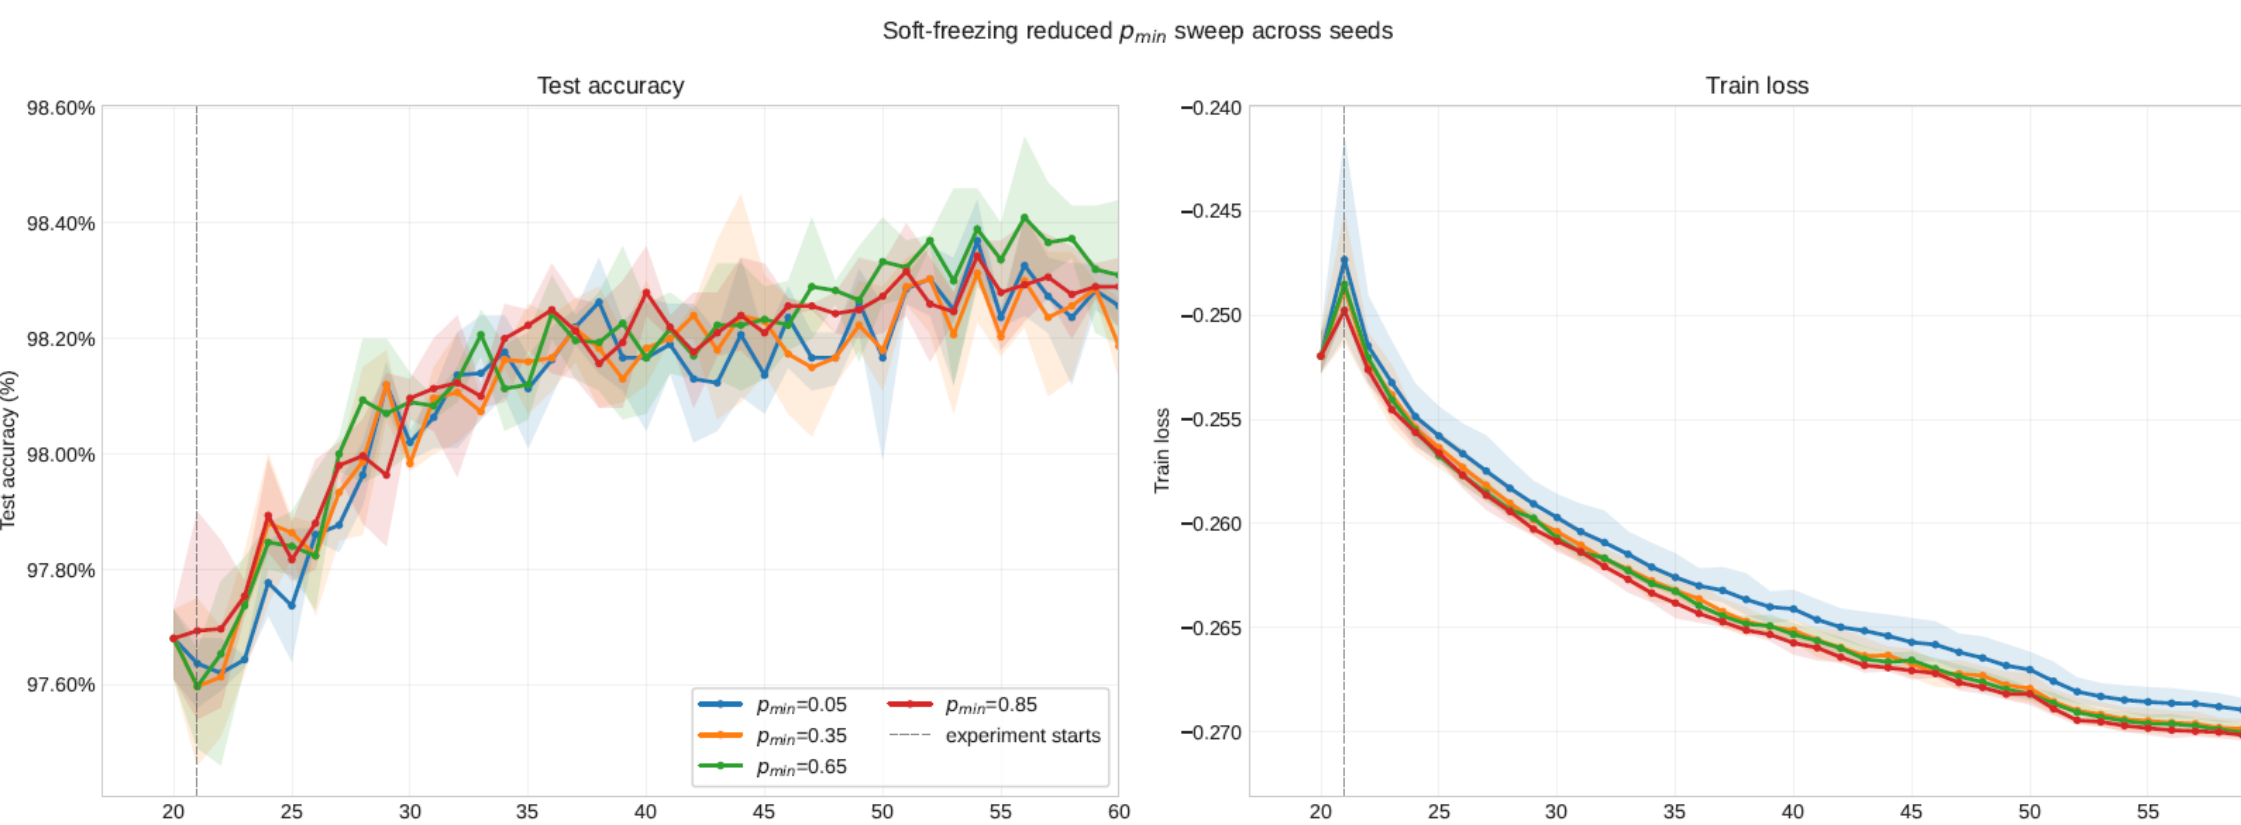 Soft-freezing reduced p_min sweep across seeds
Test accuracy
98.60%
98.40%
98.20%
98.00%
97.80%
97.60%
Test accuracy (%)
20 25 30 35 40 45 50 55 60
p_min=0.05
p_min=0.35
p_min=0.65
p_min=0.85
experiment starts
Train loss
−0.240
−0.245
−0.250
−0.255
−0.260
−0.265
−0.270
Train loss
20 25 30 35 40 45 50 55